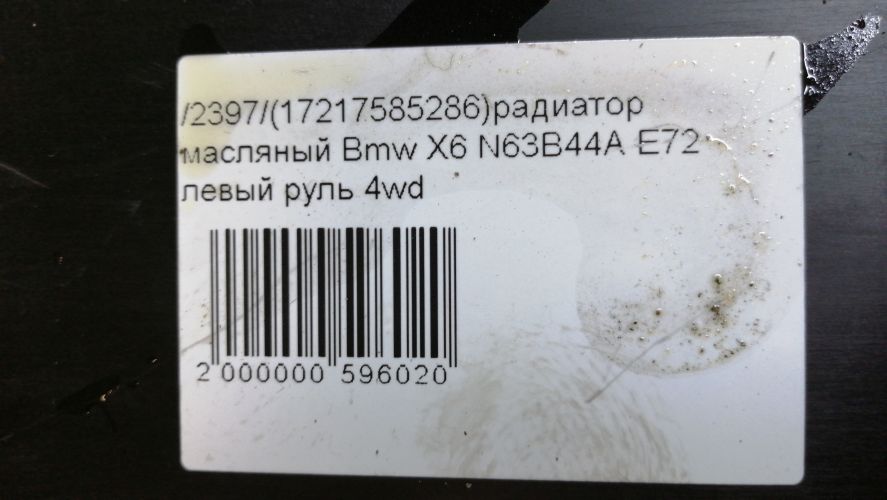 /2397/(17217585286)радиатор
масляный Bmw X6 N63B44A E72
левый руль 4wd
2 000000 596020